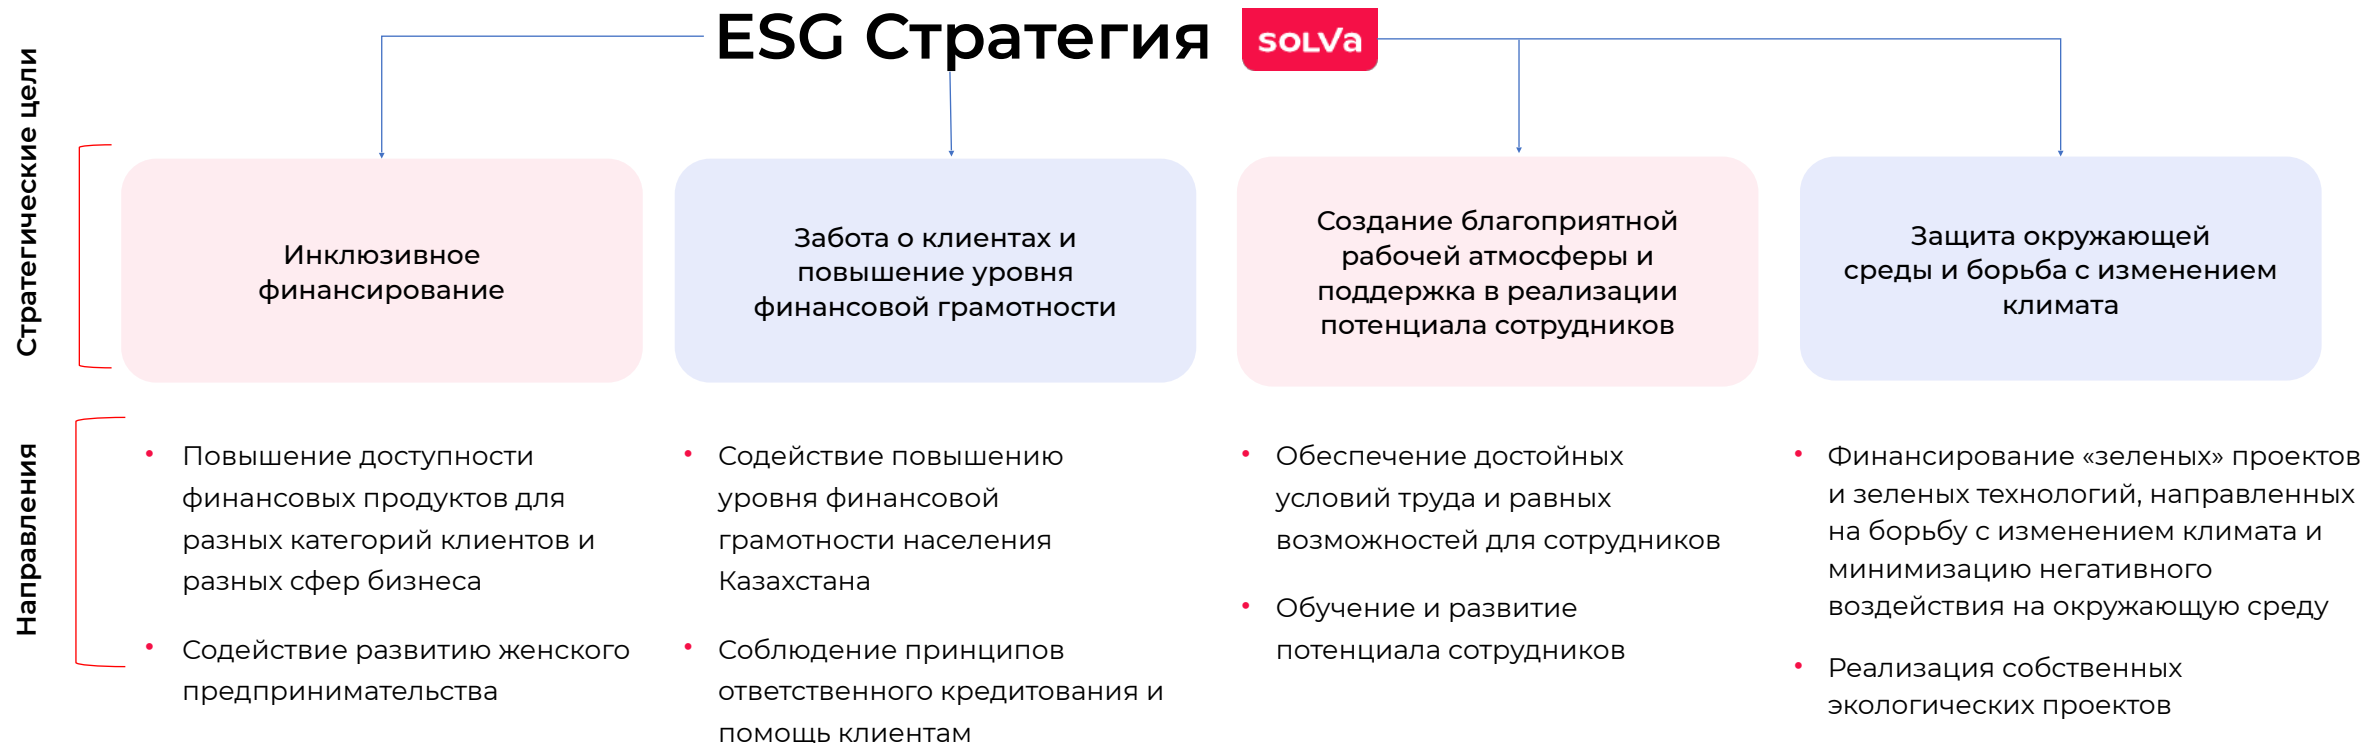 ESG Стратегия
solva
Стратегические цели
Инклюзивное
финансирование
Забота о клиентах и
повышение уровня
финансовой грамотности
Создание благоприятной
рабочей атмосферы и
поддержка в реализации
потенциала сотрудников
Защита окружающей
среды и борьба с изменением
климата
Направления
• Повышение доступности
финансовых продуктов для
разных категорий клиентов и
разных сфер бизнеса
• Содействие развитию женского
предпринимательства
• Содействие повышению
уровня финансовой
грамотности населения
Казахстана
• Соблюдение принципов
ответственного кредитования и
помощь клиентам
• Обеспечение достойных
условий труда и равных
возможностей для сотрудников
• Обучение и развитие
потенциала сотрудников
• Финансирование «зеленых» проектов
и зеленых технологий, направленных
на борьбу с изменением климата и
минимизацию негативного
воздействия на окружающую среду
• Реализация собственных
экологических проектов